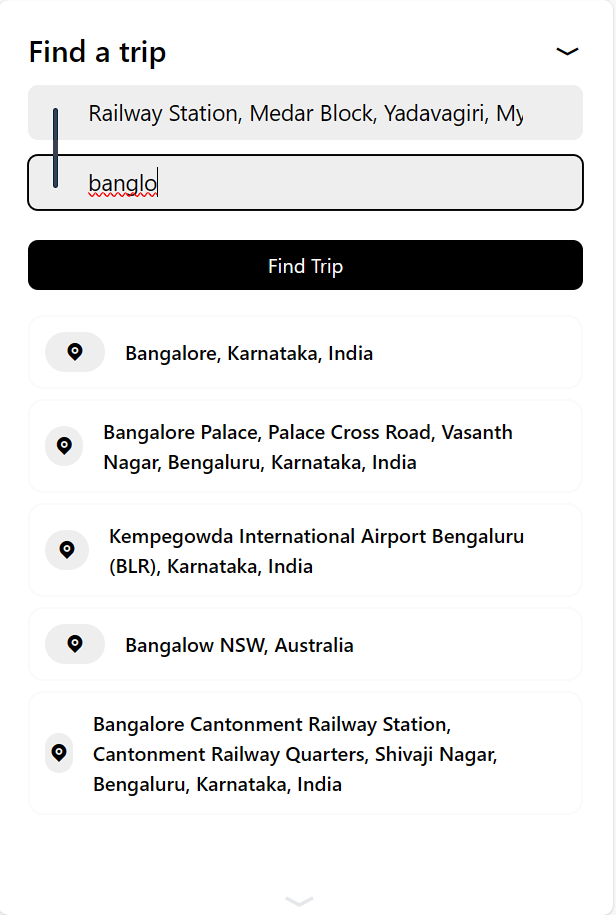 Find a trip
Railway Station, Medar Block, Yadavagiri, My
banglo
Find Trip
Bangalore, Karnataka, India
Bangalore Palace, Palace Cross Road, Vasanth
Nagar, Bengaluru, Karnataka, India
Kempegowda International Airport Bengaluru
(BLR), Karnataka, India
Bangalow NSW, Australia
Bangalore Cantonment Railway Station,
Cantonment Railway Quarters, Shivaji Nagar,
Bengaluru, Karnataka, India